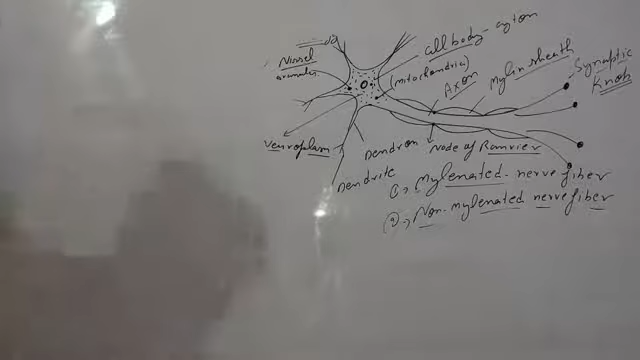 Nissel
granules
cell body - cyton
(mitochondria)
Axon
Mylin sheath
Synaptic
Knob
Neuroplasm
Dendron
Dendrite
Node of Ranvier
(1) Mylenated - nerve fiber
(2) Non-mylenated nerve fiber